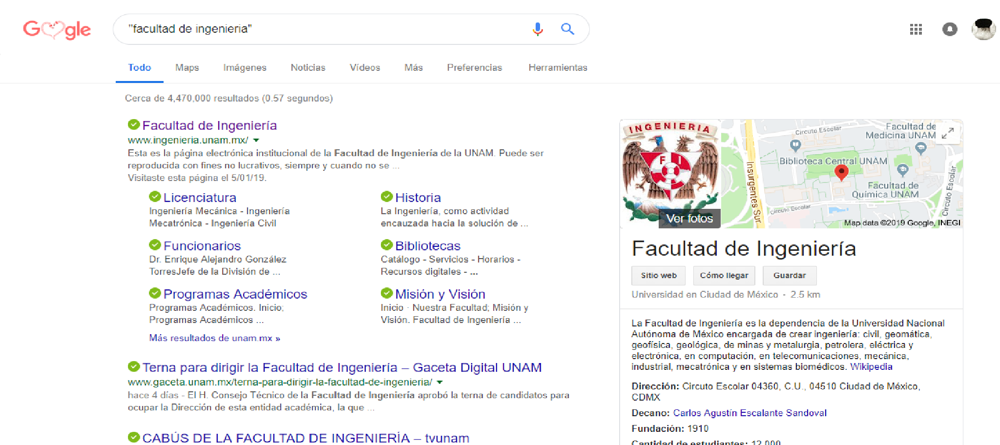 Google
"facultad de ingenieria"
Todo
Maps
Imágenes
Noticias
Vídeos
Más
Preferencias
Herramientas
Cerca de 4,470,000 resultados (0.57 segundos)
Facultad de Ingeniería
www.ingenieria.unam.mx/
Esta es la página electrónica institucional de la Facultad de Ingeniería de la UNAM. Puede ser
reproducida con fines no lucrativos, siempre y cuando no se ...
Visitaste esta página el 5/01/19.
Licenciatura
Ingeniería Mecánica - Ingeniería
Mecatrónica - Ingeniería Civil
Historia
La Ingeniería, como actividad
encauzada hacia la solución de ...
Funcionarios
Dr. Enrique Alejandro González
TorresJefe de la División de ...
Bibliotecas
Catálogo - Servicios - Horarios -
Recursos digitales - ...
Programas Académicos
Programas Académicos. Inicio;
Programas Académicos ...
Misión y Visión
Inicio · Nuestra Facultad; Misión y
Visión. Facultad de Ingeniería ...
Más resultados de unam.mx »
Terna para dirigir la Facultad de Ingeniería – Gaceta Digital UNAM
www.gaceta.unam.mx/terna-para-dirigir-la-facultad-de-ingenieria/
hace 4 días - El H. Consejo Técnico de la Facultad de Ingeniería aprobó la terna de candidatos para
ocupar la Dirección de esta entidad académica, la que ...
CABÚS DE LA FACULTAD DE INGENIERÍA – tvunam
INGENIERIA
F I
Ver fotos
Circuto Escolar
Facultad de
Medicina UNAM
Biblioteca Central UNAM
Insurgentes Sur
Facultad de
Química UNAM
Circuto Escolar
Circuto Escolar
Map data ©2019 Google, INEGI
Facultad de Ingeniería
Sitio web
Cómo llegar
Guardar
Universidad en Ciudad de México · 2.5 km
La Facultad de Ingeniería es la dependencia de la Universidad Nacional
Autónoma de México encargada de crear ingeniería: civil, geomática,
geofísica, geológica, de minas y metalurgia, petrolera, eléctrica y
electrónica, en computación, en telecomunicaciones, mecánica,
industrial, mecatrónica y en sistemas biomédicos. Wikipedia
Dirección: Circuto Escolar 04360, C.U., 04510 Ciudad de México,
CDMX
Decano: Carlos Agustín Escalante Sandoval
Fundación: 1910
Cantidad de estudiantes: 12,000